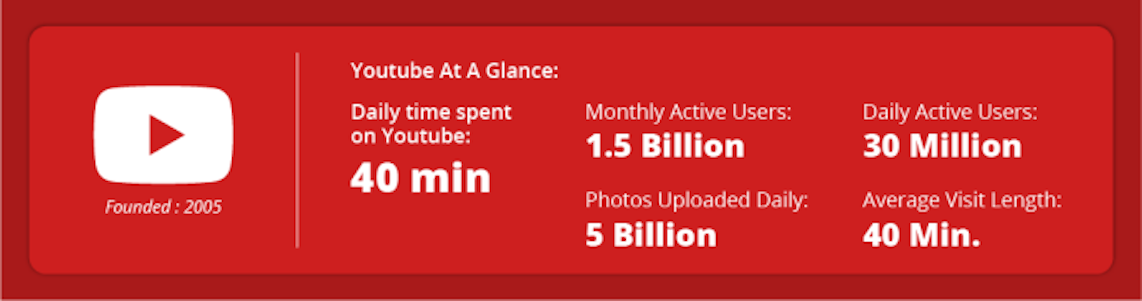 Youtube At A Glance:
Daily time spent
on Youtube:
40 min
Monthly Active Users:
1.5 Billion
Daily Active Users:
30 Million
Photos Uploaded Daily:
5 Billion
Average Visit Length:
40 Min.
Founded : 2005